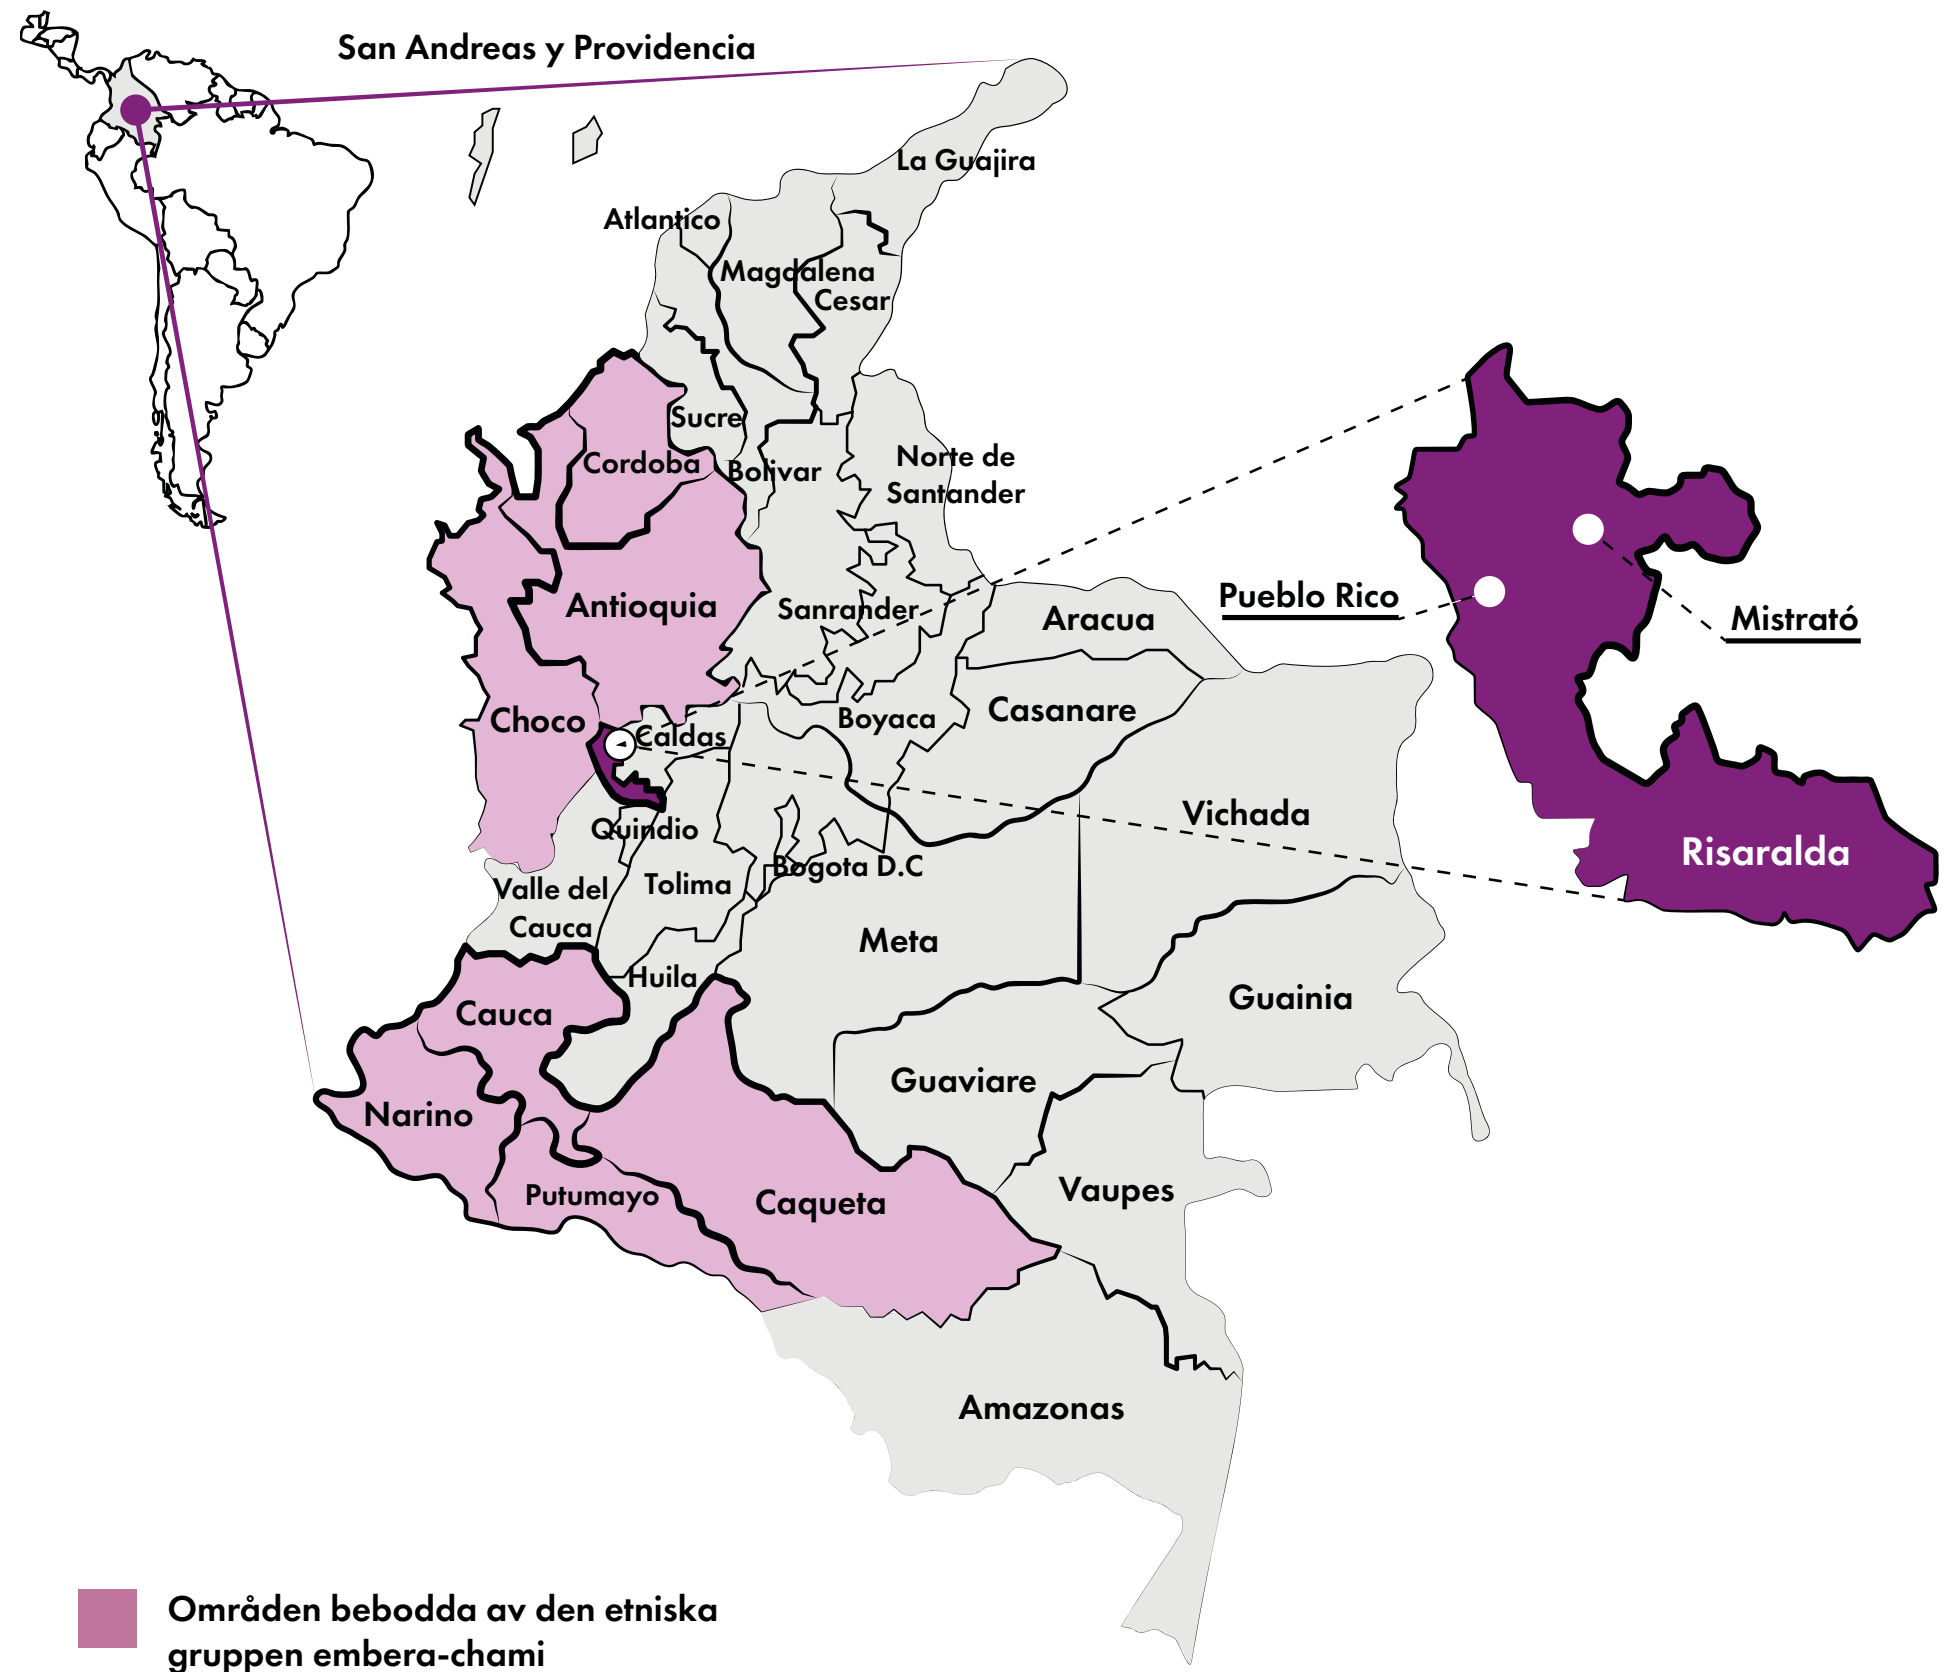 San Andreas y Providencia
La Guajira
Atlantico
Magdalena
Cesar
Sucre
Cordoba
Bolivar
Norte de
Santander
Antioquia
Sanrander
Aracua
Pueblo Rico
Mistrató
Choco
Caldas
Boyaca
Casanare
Vichada
Quindio
Risaralda
Bogota D.C
Tolima
Valle del
Cauca
Meta
Huila
Guainia
Cauca
Guaviare
Narino
Putumayo
Caqueta
Vaupes
Amazonas
Områden bebodda av den etniska
gruppen embera-chami